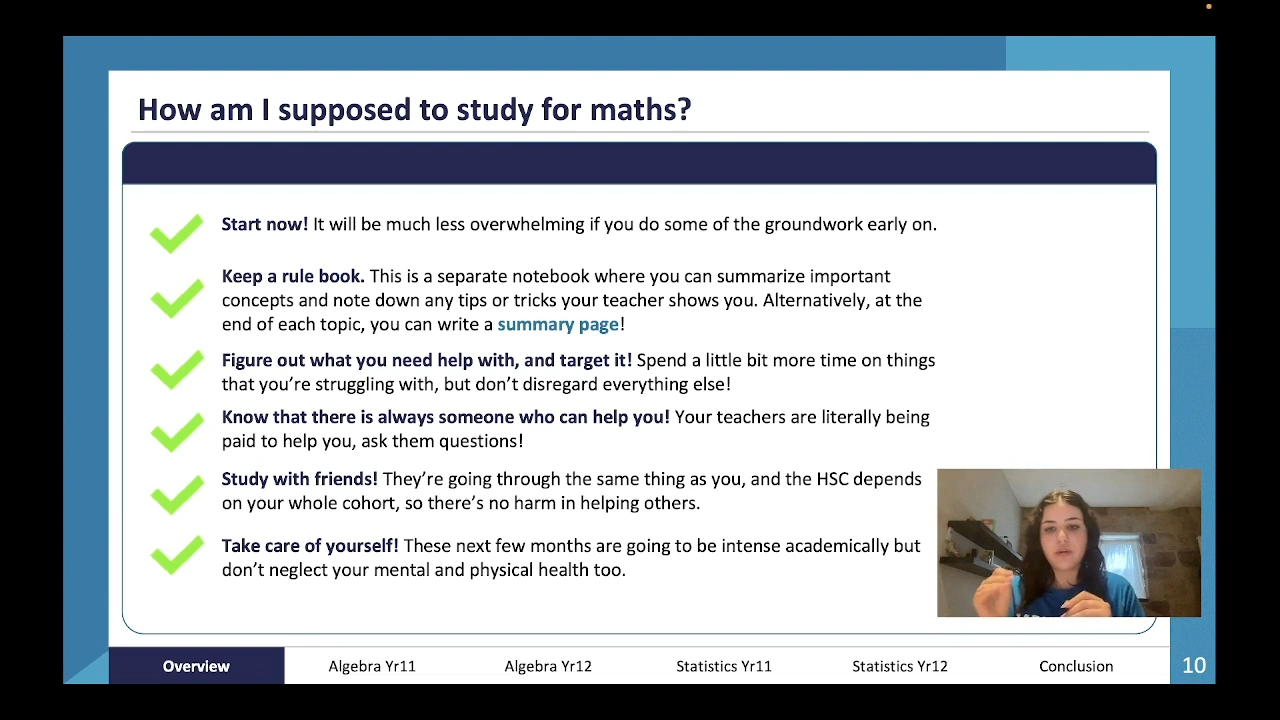 How am I supposed to study for maths?
Start now! It will be much less overwhelming if you do some of the groundwork early on.
Keep a rule book. This is a separate notebook where you can summarize important
concepts and note down any tips or tricks your teacher shows you. Alternatively, at the
end of each topic, you can write a summary page!
Figure out what you need help with, and target it! Spend a little bit more time on things
that you're struggling with, but don't disregard everything else!
Know that there is always someone who can help you! Your teachers are literally being
paid to help you, ask them questions!
Study with friends! They're going through the same thing as you, and the HSC depends
on your whole cohort, so there's no harm in helping others.
Take care of yourself! These next few months are going to be intense academically but
don't neglect your mental and physical health too.
Overview
Algebra Yr11
Algebra Yr12
Statistics Yr11
Statistics Yr12
Conclusion
10